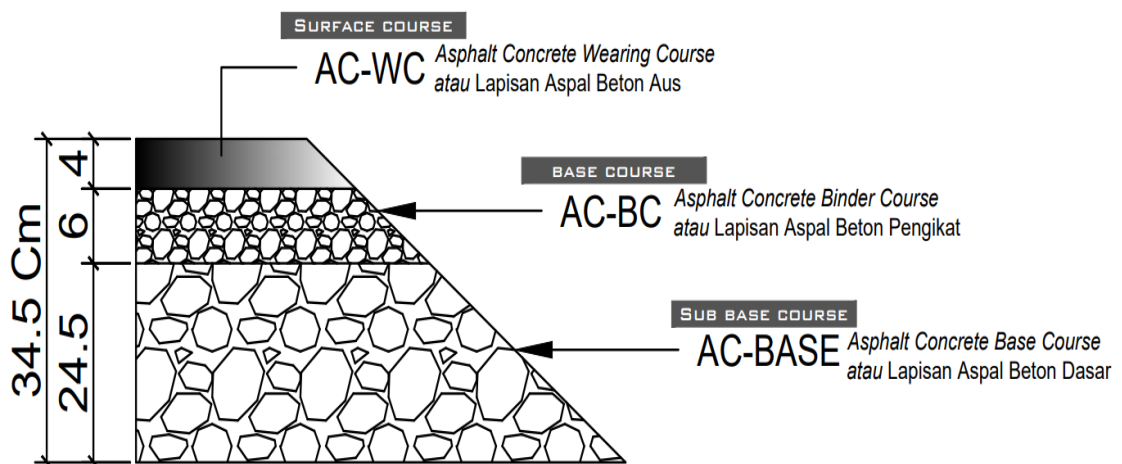 SURFACE COURSE
AC-WC
Asphalt Concrete Wearing Course
atau Lapisan Aspal Beton Aus
BASE COURSE
AC-BC
Asphalt Concrete Binder Course
atau Lapisan Aspal Beton Pengikat
SUB BASE COURSE
AC-BASE
Asphalt Concrete Base Course
atau Lapisan Aspal Beton Dasar
4
6
24.5
34.5 Cm